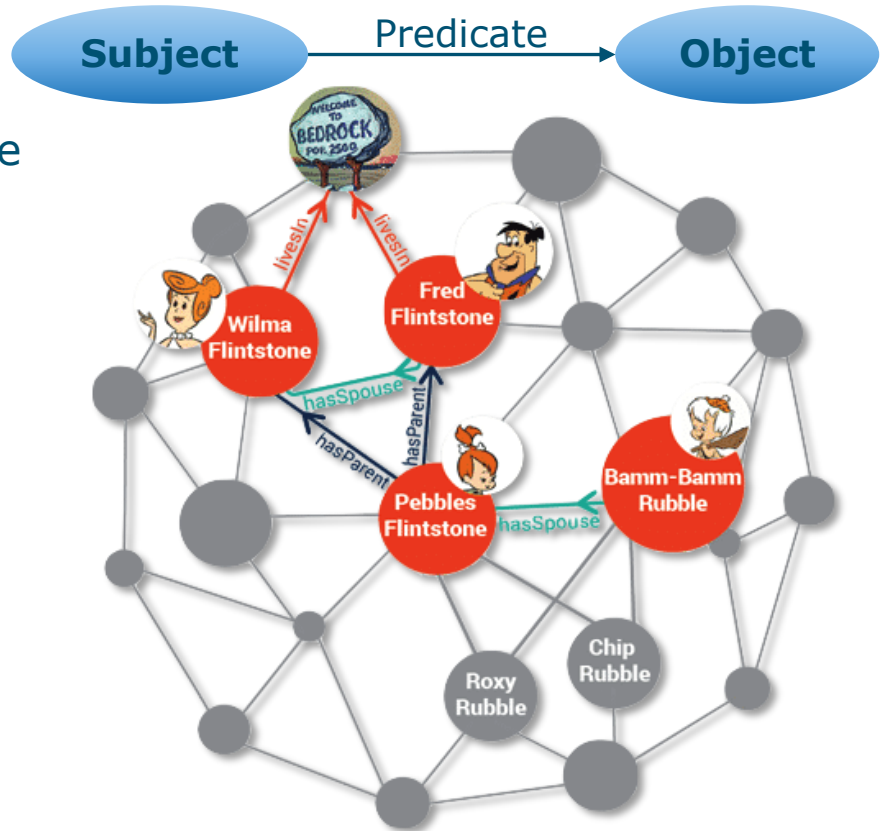 Subject
Predicate
Object
e
WELCOME
TO
BEDROCK
POP. 2500
livesIn
livesIn
Fred
Flintstone
Wilma
Flintstone
hasSpouse
hasParent
hasParent
Bamm-Bamm
Rubble
Pebbles
Flintstone
hasSpouse
Chip
Rubble
Roxy
Rubble